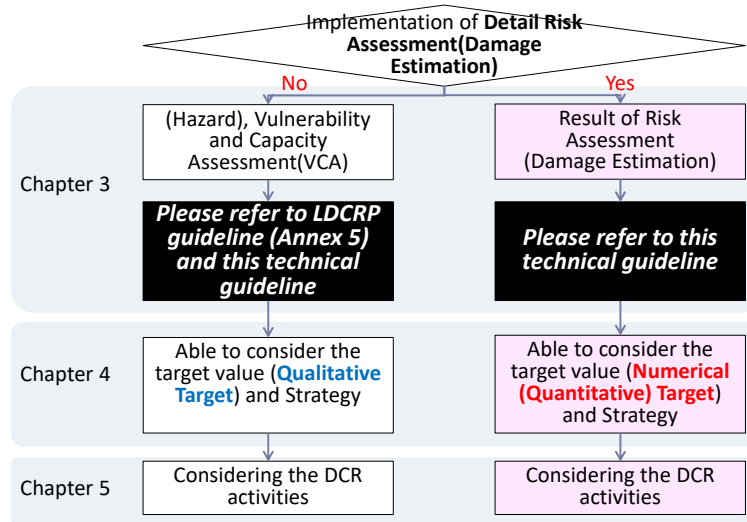 Implementation of Detail Risk
Assessment(Damage
Estimation)
No
Yes
Chapter 3
(Hazard), Vulnerability
and Capacity
Assessment(VCA)
Result of Risk
Assessment
(Damage Estimation)
Please refer to LDCRP
guideline (Annex 5)
and this technical
guideline
Please refer to this
technical guideline
Chapter 4
Able to consider the
target value (Qualitative
Target) and Strategy
Able to consider the
target value (Numerical
(Quantitative) Target)
and Strategy
Chapter 5
Considering the DCR
activities
Considering the DCR
activities